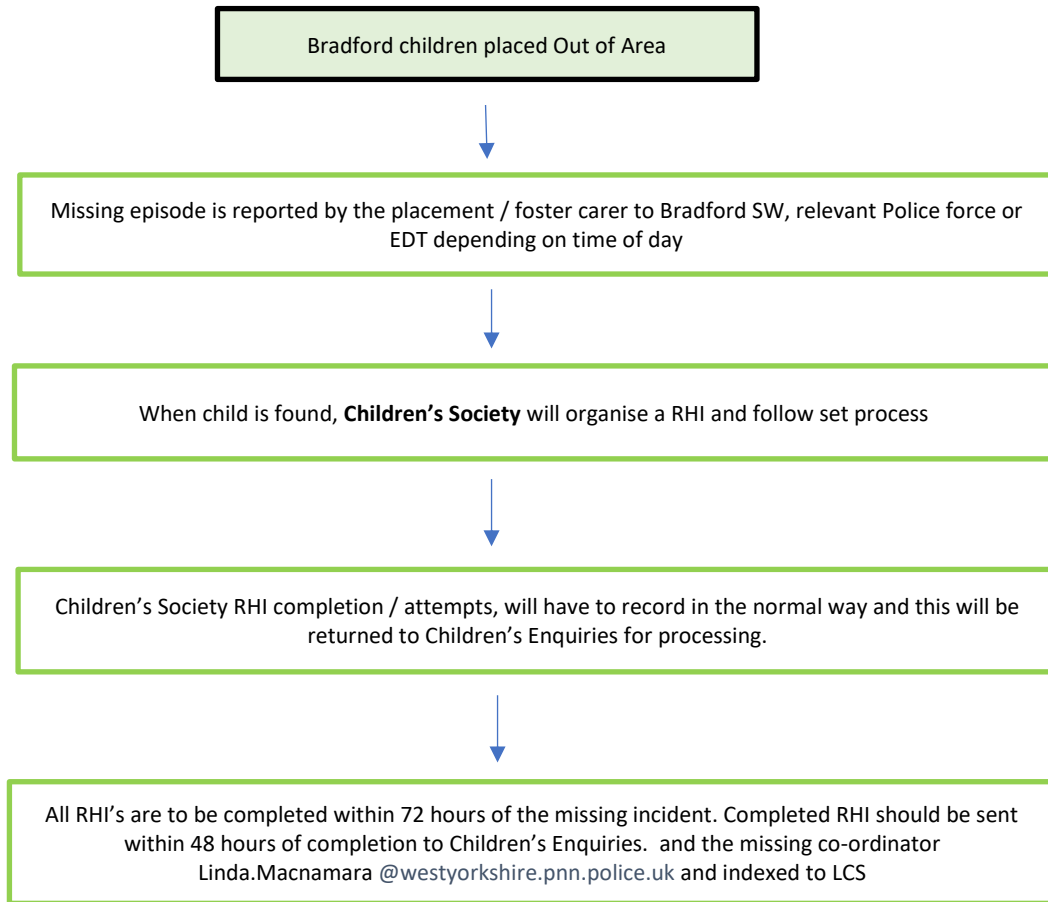 Bradford children placed Out of Area
Missing episode is reported by the placement / foster carer to Bradford SW, relevant Police force or
EDT depending on time of day
When child is found, Children’s Society will organise a RHI and follow set process
Children’s Society RHI completion / attempts, will have to record in the normal way and this will be
returned to Children’s Enquiries for processing.
All RHI’s are to be completed within 72 hours of the missing incident. Completed RHI should be sent
within 48 hours of completion to Children’s Enquiries.  and the missing co-ordinator
Linda.Macnamara @westyorkshire.pnn.police.uk and indexed to LCS